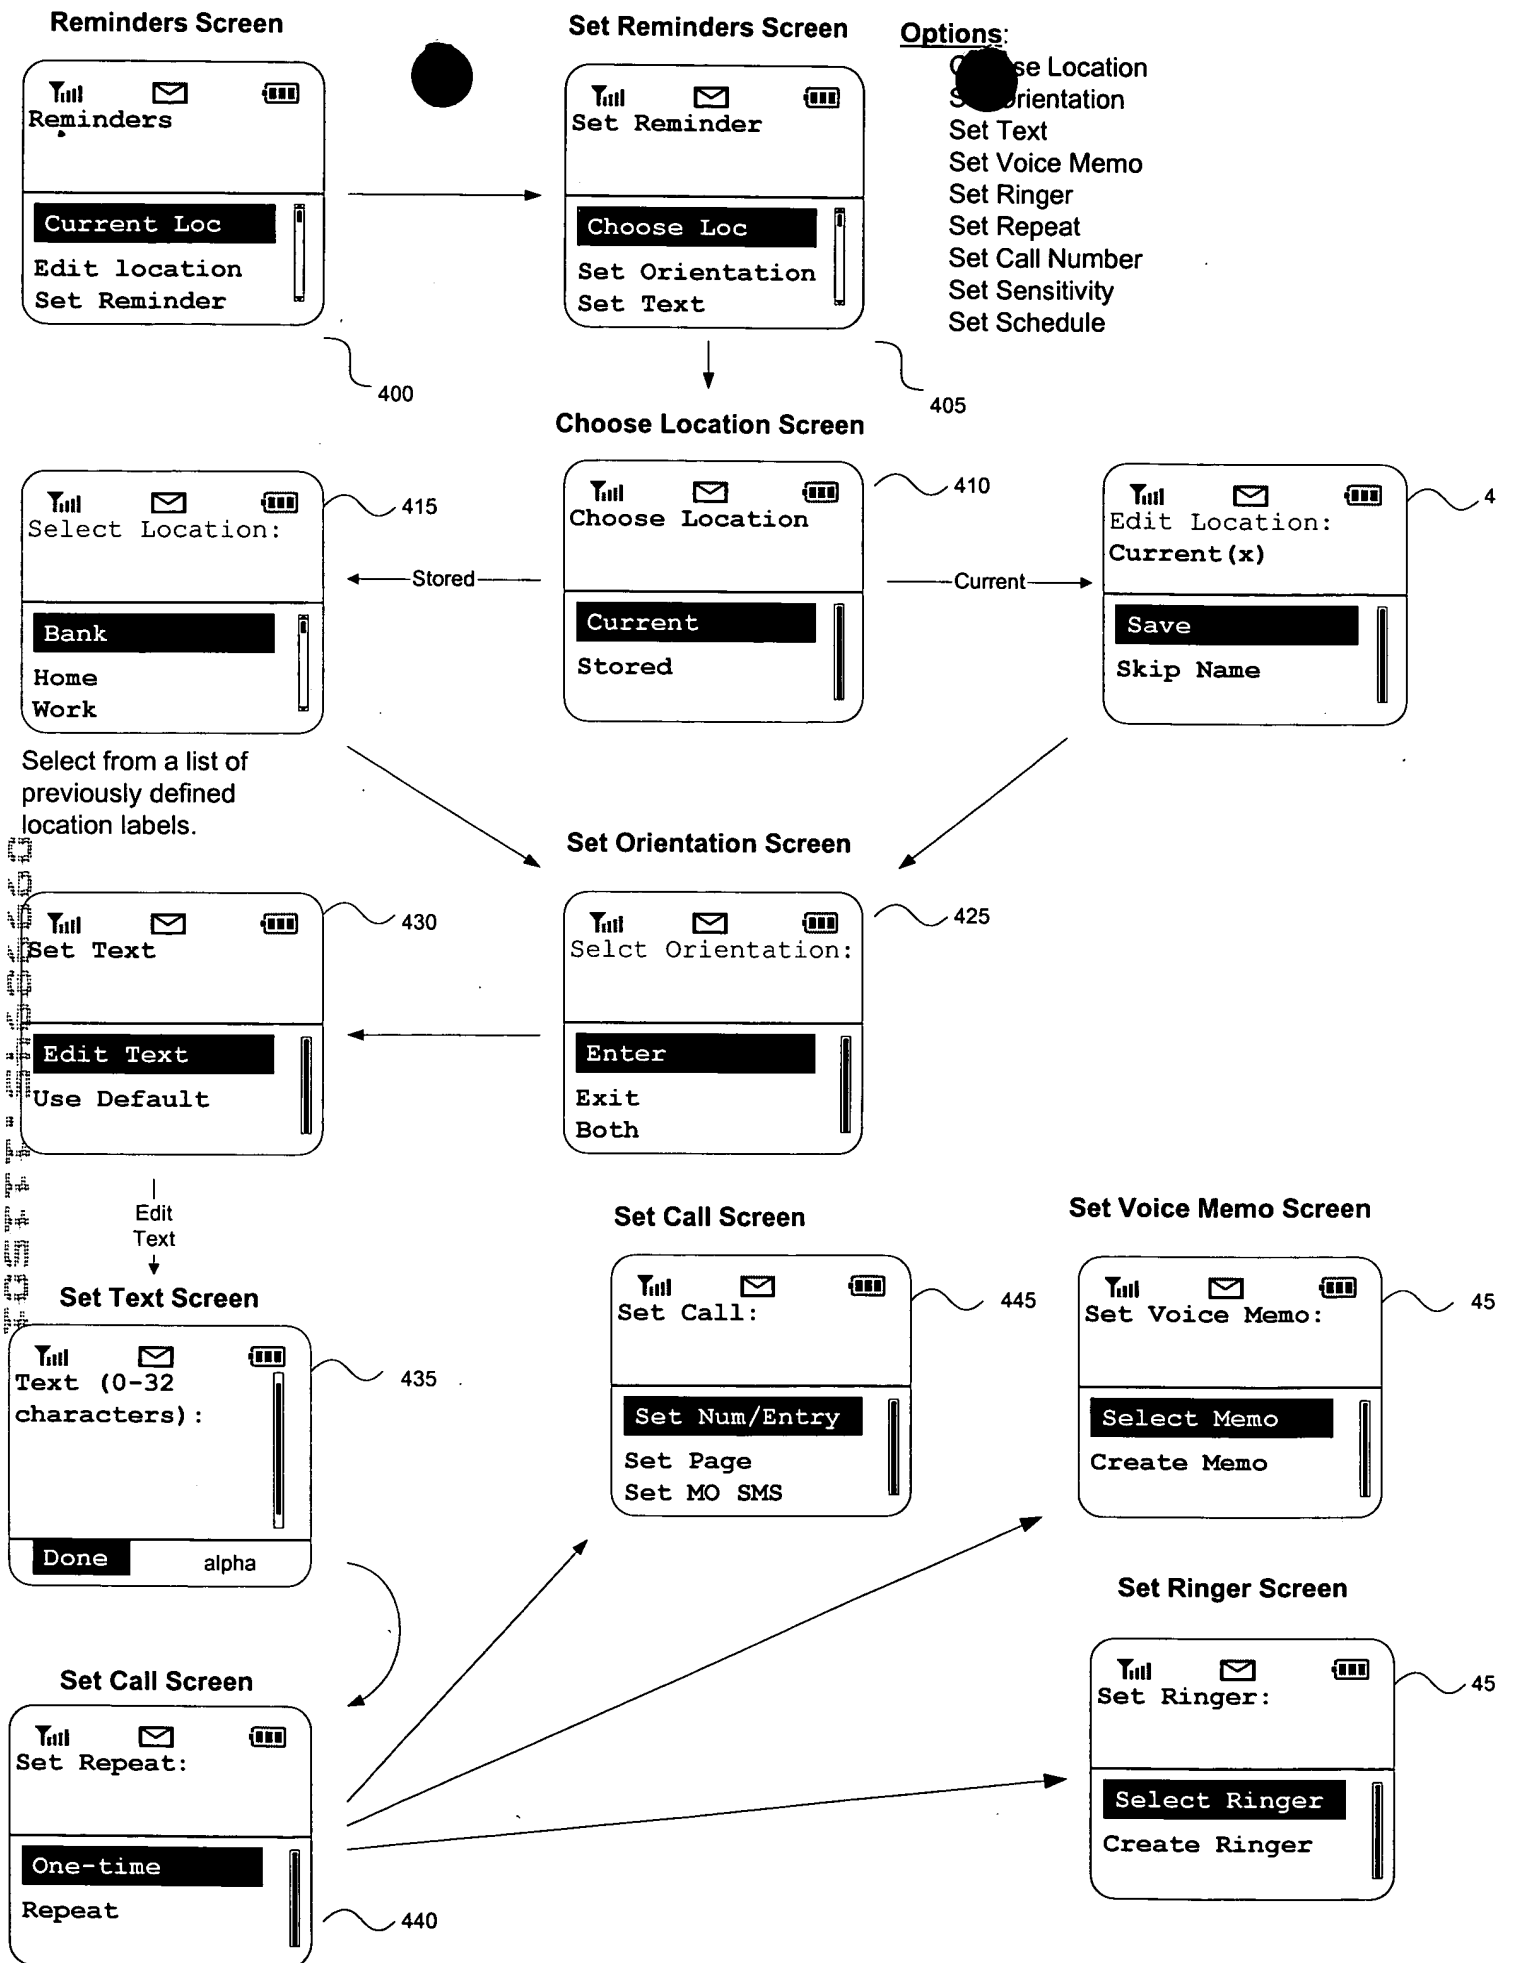 Reminders Screen
Reminders
Current Loc
Edit location
Set Reminder
400
Set Reminders Screen
Set Reminder
Choose Loc
Set Orientation
Set Text
405
Options:
Location
Orientation
Set Text
Set Voice Memo
Set Ringer
Set Repeat
Set Call Number
Set Sensitivity
Set Schedule
Choose Location Screen
Select Location:
Bank
Home
Work
415
Select from a list of
previously defined
location labels.
Stored
Choose Location
Current
Stored
410
Current
Edit Location:
Current(x)
Save
Skip Name
4
Set Orientation Screen
Set Text
Edit Text
Use Default
430
Selct Orientation:
Enter
Exit
Both
425
Edit
Text
Set Text Screen
Text (0-32
characters):
Done
alpha
435
Set Call Screen
Set Call:
Set Num/Entry
Set Page
Set MO SMS
445
Set Voice Memo Screen
Set Voice Memo:
Select Memo
Create Memo
45
Set Ringer Screen
Set Ringer:
Select Ringer
Create Ringer
45
Set Call Screen
Set Repeat:
One-time
Repeat
440